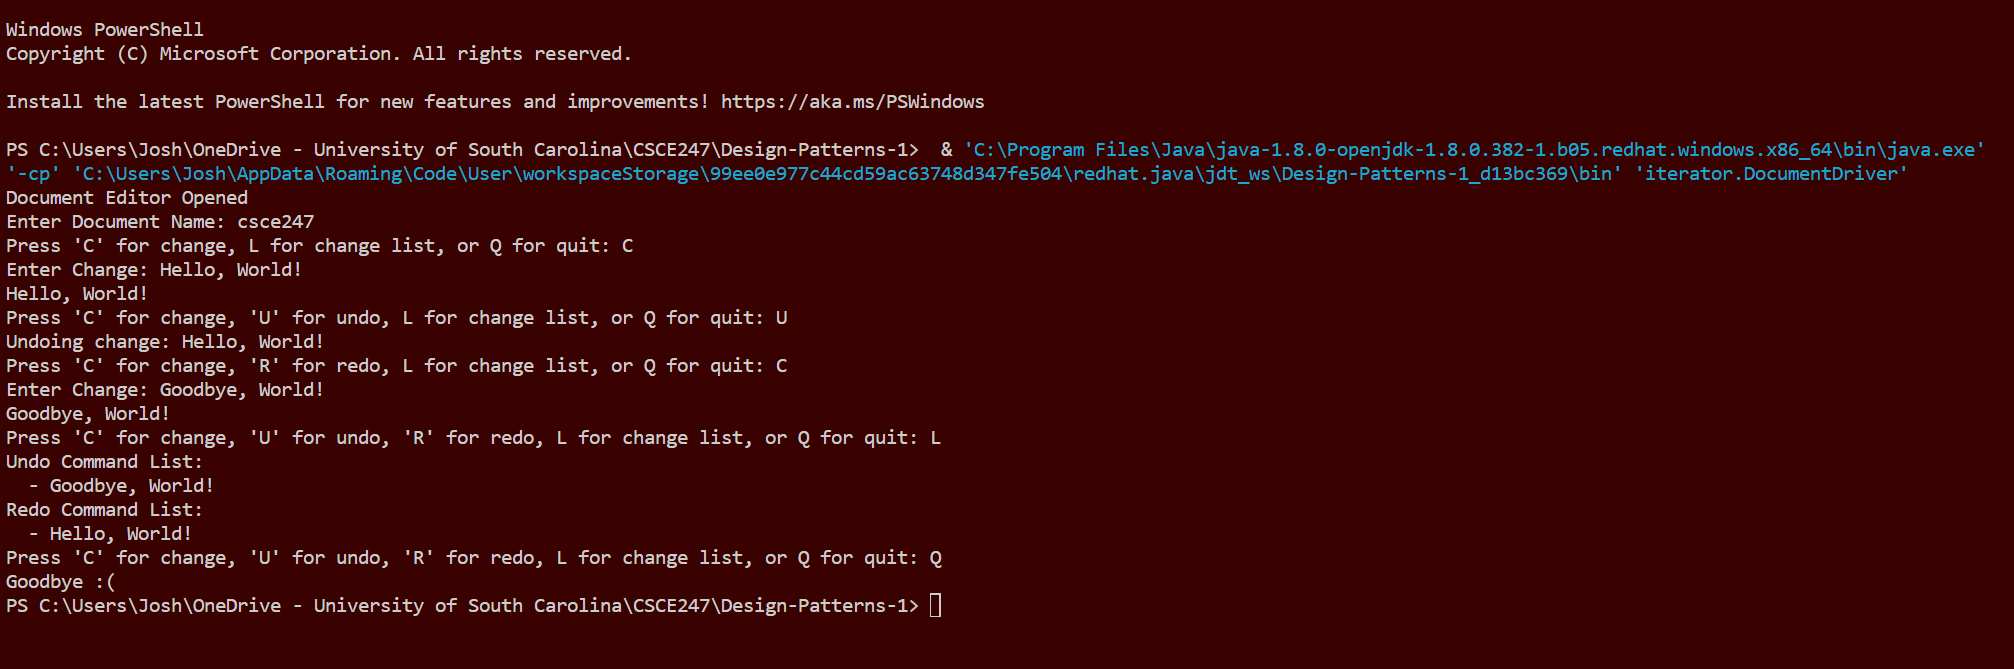 Windows PowerShell
Copyright (C) Microsoft Corporation. All rights reserved.
Install the latest PowerShell for new features and improvements! https://aka.ms/PSWindows
PS C:\Users\Josh\OneDrive - University of South Carolina\CSCE247\Design-Patterns-1>  & 'C:\Program Files\Java\java-1.8.0-openjdk-1.8.0.382-1.b05.redhat.windows.x86_64\bin\java.exe'
'-cp' 'C:\Users\Josh\AppData\Roaming\Code\User\workspaceStorage\99ee0e977c44cd59ac63748d347fe504\redhat.java\jdt_ws\Design-Patterns-1_d13bc369\bin' 'iterator.DocumentDriver'
Document Editor Opened
Enter Document Name: csce247
Press 'C' for change, L for change list, or Q for quit: C
Enter Change: Hello, World!
Hello, World!
Press 'C' for change, 'U' for undo, L for change list, or Q for quit: U
Undoing change: Hello, World!
Press 'C' for change, 'R' for redo, L for change list, or Q for quit: C
Enter Change: Goodbye, World!
Goodbye, World!
Press 'C' for change, 'U' for undo, 'R' for redo, L for change list, or Q for quit: L
Undo Command List:
  - Goodbye, World!
Redo Command List:
  - Hello, World!
Press 'C' for change, 'U' for undo, 'R' for redo, L for change list, or Q for quit: Q
Goodbye :(
PS C:\Users\Josh\OneDrive - University of South Carolina\CSCE247\Design-Patterns-1>